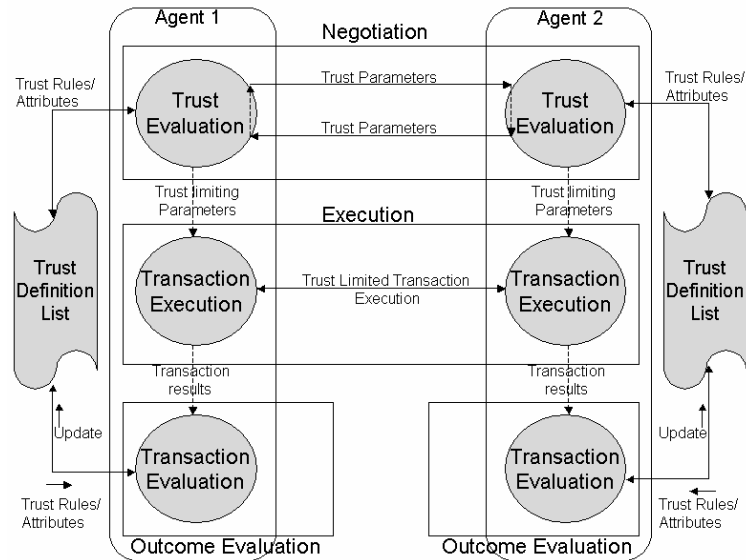 Agent 1
Agent 2
Negotiation
Trust Rules/
Attributes
Trust
Evaluation
Trust Parameters
Trust Parameters
Trust
Evaluation
Trust Rules/
Attributes
Trust limiting
Parameters
Trust limiting
Parameters
Execution
Trust
Definition
List
Transaction
Execution
Trust Limited Transaction
Execution
Transaction
Execution
Trust
Definition
List
Transaction
results
Transaction
results
Update
Transaction
Evaluation
Transaction
Evaluation
Update
Trust Rules/
Attributes
Trust Rules/
Attributes
Outcome Evaluation
Outcome Evaluation